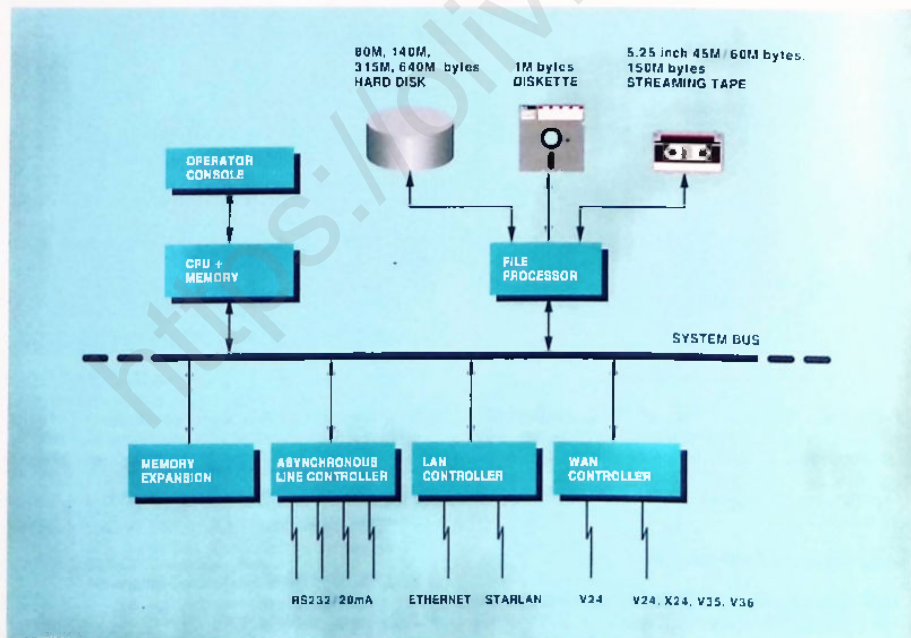 80M, 140M,
315M, 640M bytes
HARD DISK
1M bytes
DISKETTE
5.25 inch 45M/60M bytes.
150M bytes
STREAMING TAPE
OPERATOR
CONSOLE
CPU +
MEMORY
FILE
PROCESSOR
SYSTEM BUS
MEMORY
EXPANSION
ASYNCHRONOUS
LINE CONTROLLER
LAN
CONTROLLER
WAN
CONTROLLER
RS232/20mA
ETHERNET
STARLAN
V24
V24, X24, V35, V36
https://oliv